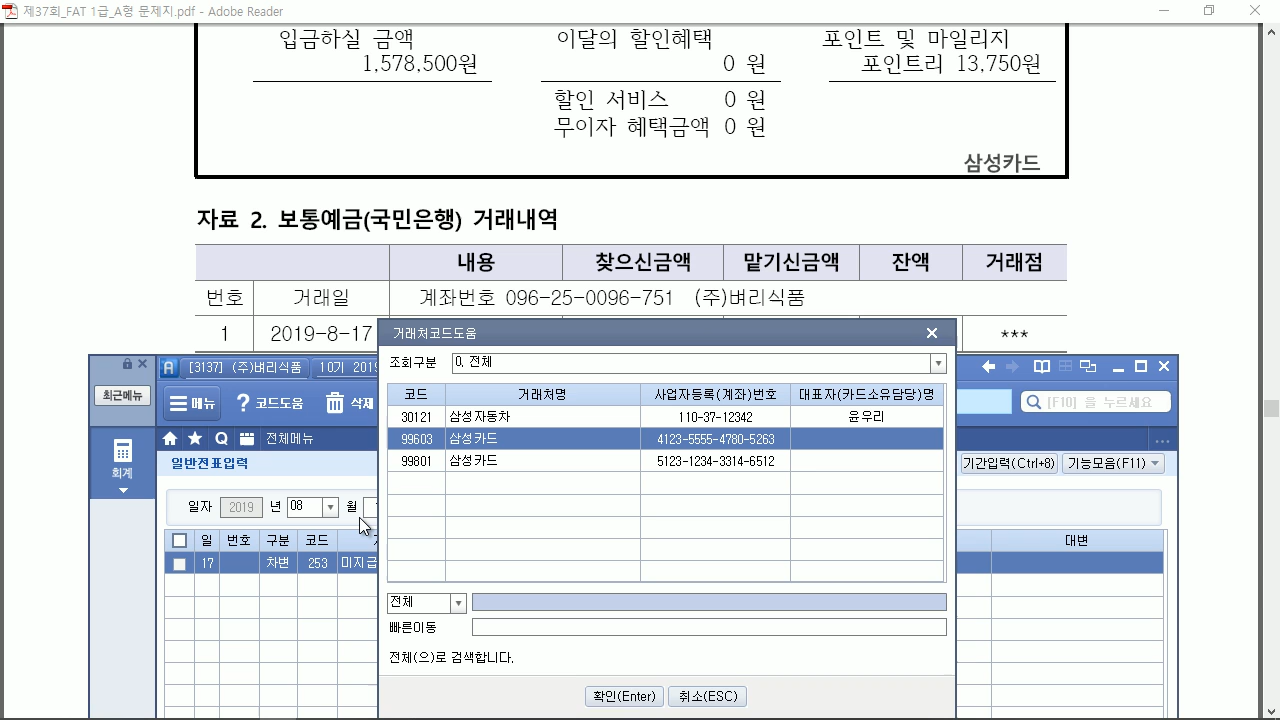 제37회_FAT 1급_A형 문제지.pdf - Adobe Reader
입금하실 금액 이달의 할인혜택 포인트 및 마일리지
1,578,500원 0 원 포인트리 13,750원
할인 서비스 0 원
무이자 혜택금액 0 원
삼성카드
자료 2. 보통예금(국민은행) 거래내역
내용 찾으신금액 맡기신금액 잔액 거래점
번호 거래일 계좌번호 096-25-0096-751 (주)벼리식품
1 2019-8-17 ***
거래처코드도움
조회구분 0. 전체
코드 거래처명 사업자등록(계좌)번호 대표자(카드소유담당)명
30121 삼성자동차 110-37-12342 윤우리
99603 삼성카드 4123-5555-4780-5263
99801 삼성카드 5123-1234-3314-6512
전체
빠른이동
전체(으)로 검색합니다.
확인(Enter) 취소(ESC)
최근메뉴
회계
[3137] (주)벼리식품 10기 2019
메뉴 코드도움 삭제 [F10] 을 누르세요
전체메뉴
일반전표입력 기간입력(Ctrl+8) 기능모음(F11)
일자 2019 년 08 월
일 번호 구분 코드 대변
17 차변 253 미지급